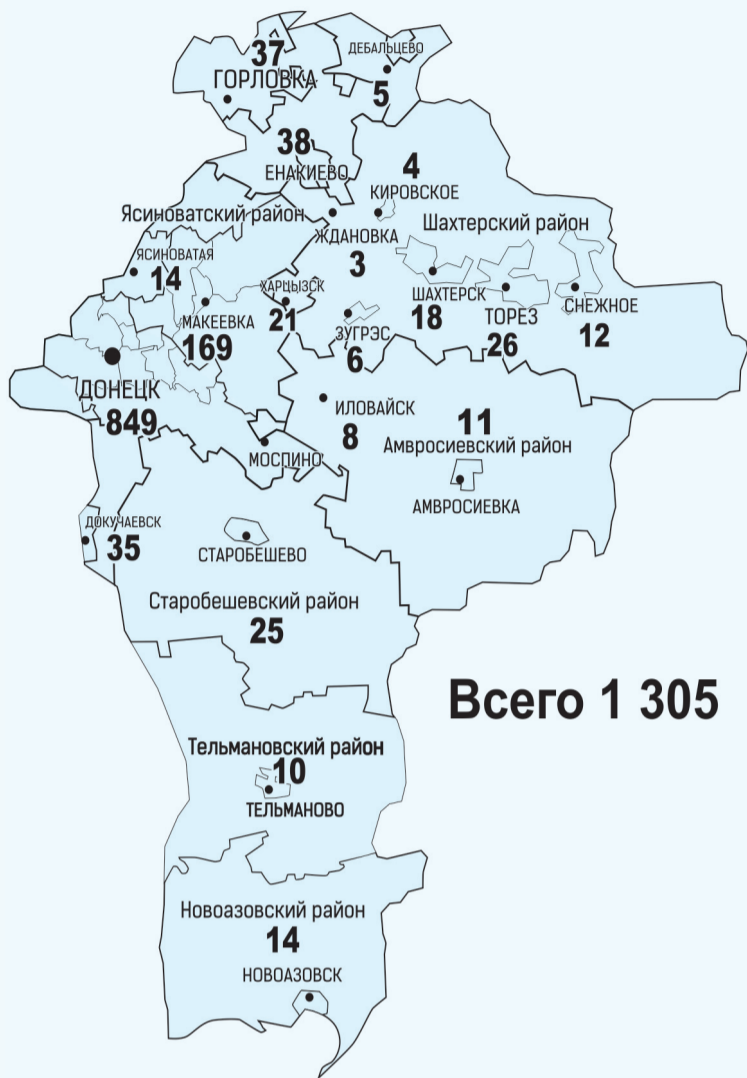 37
ГОРЛОВКА
ДЕБАЛЬЦЕВО
5
38
ЕНАКИЕВО
4
КИРОВСКОЕ
Ясиноватский район
ЖДАНОВКА
3
Шахтерский район
ЯСИНОВАТАЯ
14
ХАРЦЫЗСК
21
МАКЕЕВКА
169
ЗУГРЭС
6
ШАХТЕРСК
18
ТОРЕЗ
26
СНЕЖНОЕ
12
ДОНЕЦК
849
ИЛОВАЙСК
8
11
Амвросиевский район
АМВРОСИЕВКА
МОСПИНО
ДОКУЧАЕВСК
35
СТАРОБЕШЕВО
Старобешевский район
25
Всего 1 305
Тельмановский район
10
ТЕЛЬМАНОВО
Новоазовский район
14
НОВОАЗОВСК